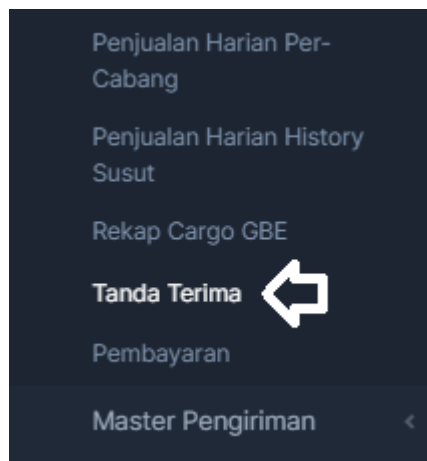 Penjualan Harian Per-
Cabang
Penjualan Harian History
Susut
Rekap Cargo GBE
Tanda Terima
Pembayaran
Master Pengiriman